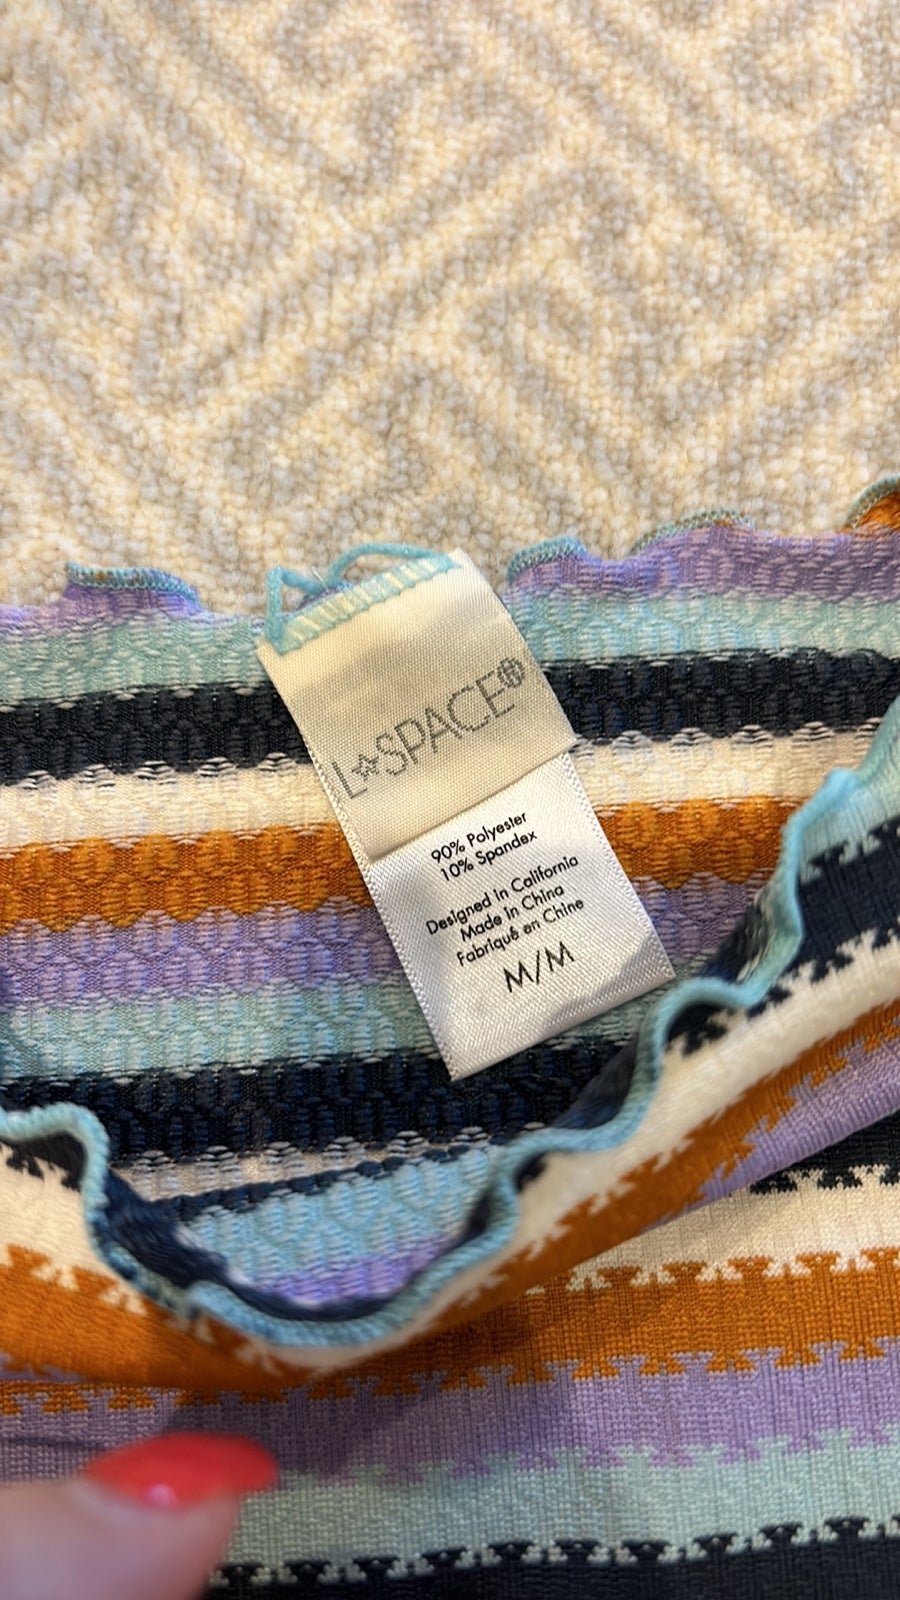 L☆SPACE®
90% Polyester
10% Spandex
Designed in California
Made in China
Fabriqué en Chine
M/M